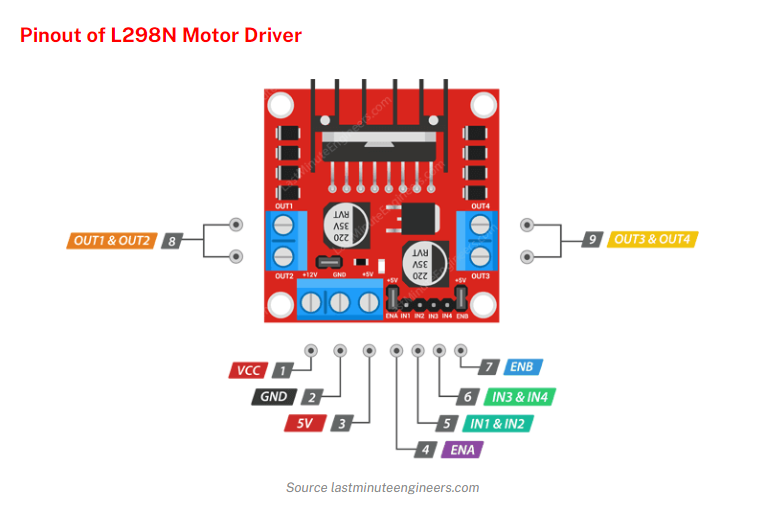 Pinout of L298N Motor Driver
lastminuteengineers.com
OUT1
OUT4
220
35V
RVT
OUT1 & OUT2 8
9 OUT3 & OUT4
OUT2
OUT3
220
35V
RVT
+12V GND +5V
+5V
+5V
ENA IN1 IN2 IN3 IN4 ENB
VCC 1
7 ENB
GND 2
6 IN3 & IN4
5V 3
5 IN1 & IN2
4 ENA
Source lastminuteengineers.com